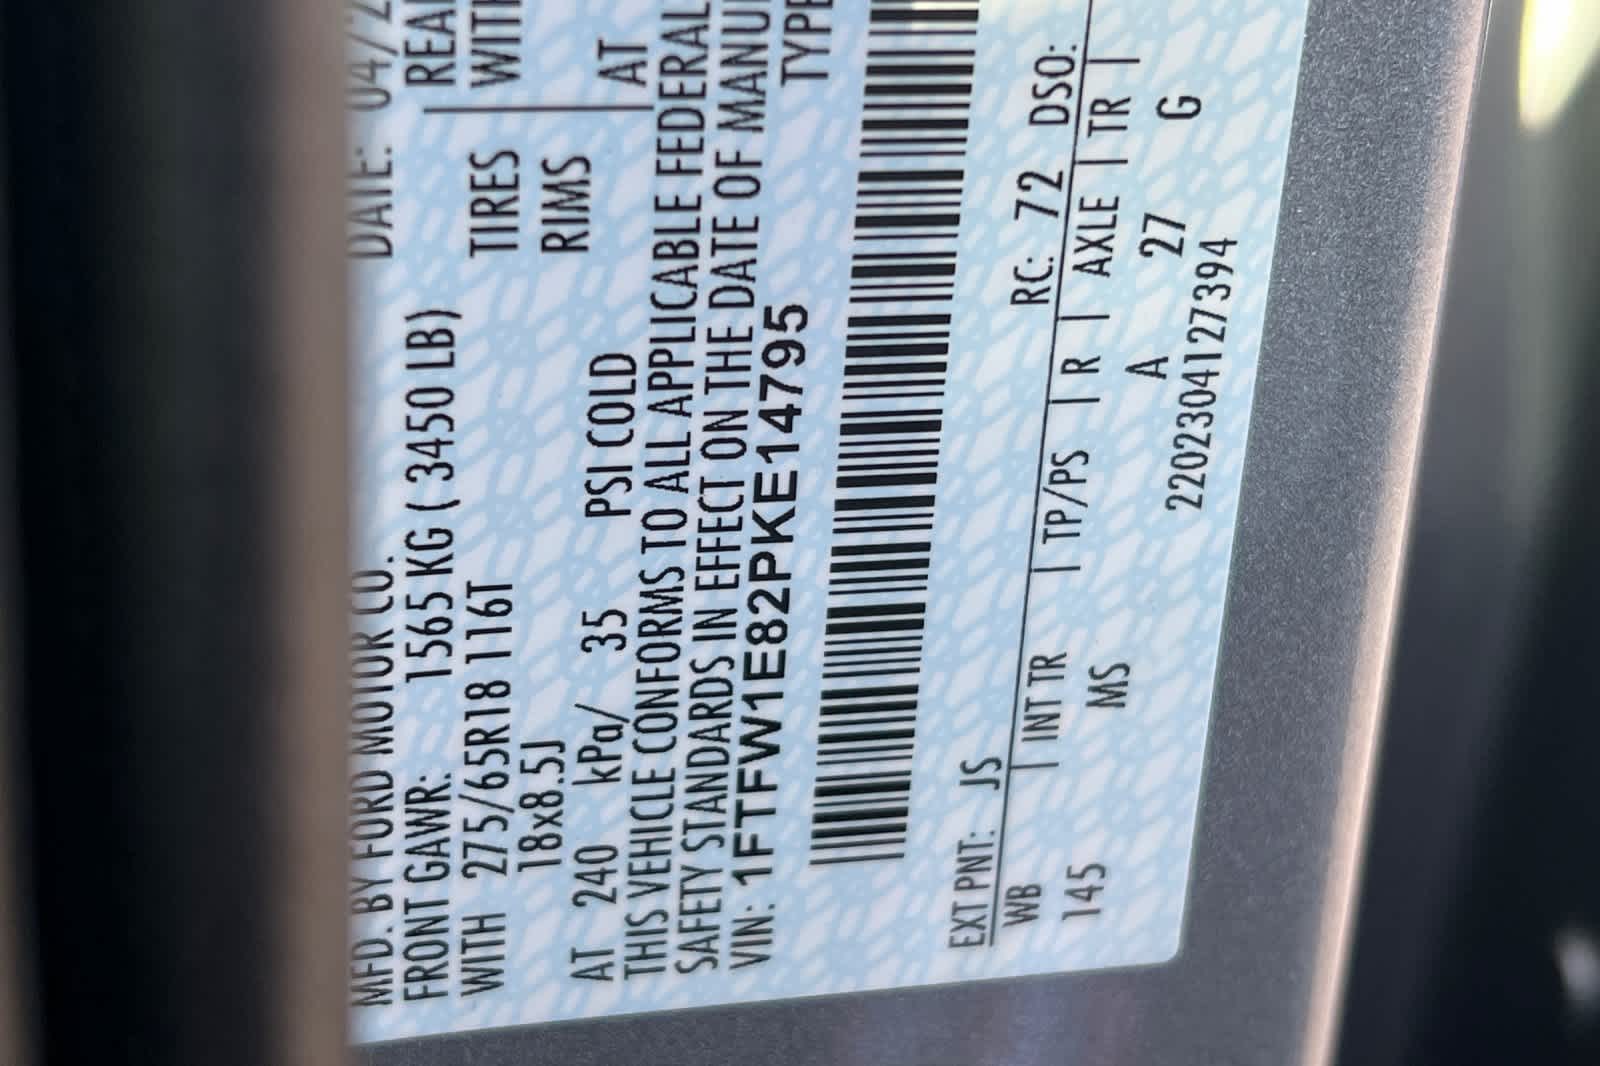 MFD. BY FORD MOTOR CO.
DATE: 04/2
FRONT GAWR: 1565 KG ( 3450 LB)
REA
WITH 275/65R18 116T
TIRES
WITH
18x8.5J
RIMS
AT 240 kPa/ 35 PSI COLD
AT
THIS VEHICLE CONFORMS TO ALL APPLICABLE FEDERAL
SAFETY STANDARDS IN EFFECT ON THE DATE OF MANU
VIN: 1FTFW1E82PKE14795
TYPE
EXT PNT: JS
RC: 72 DSO:
WB | INT TR | TP/PS | R | AXLE | TR |
145 MS A 27 G
220230412 7394